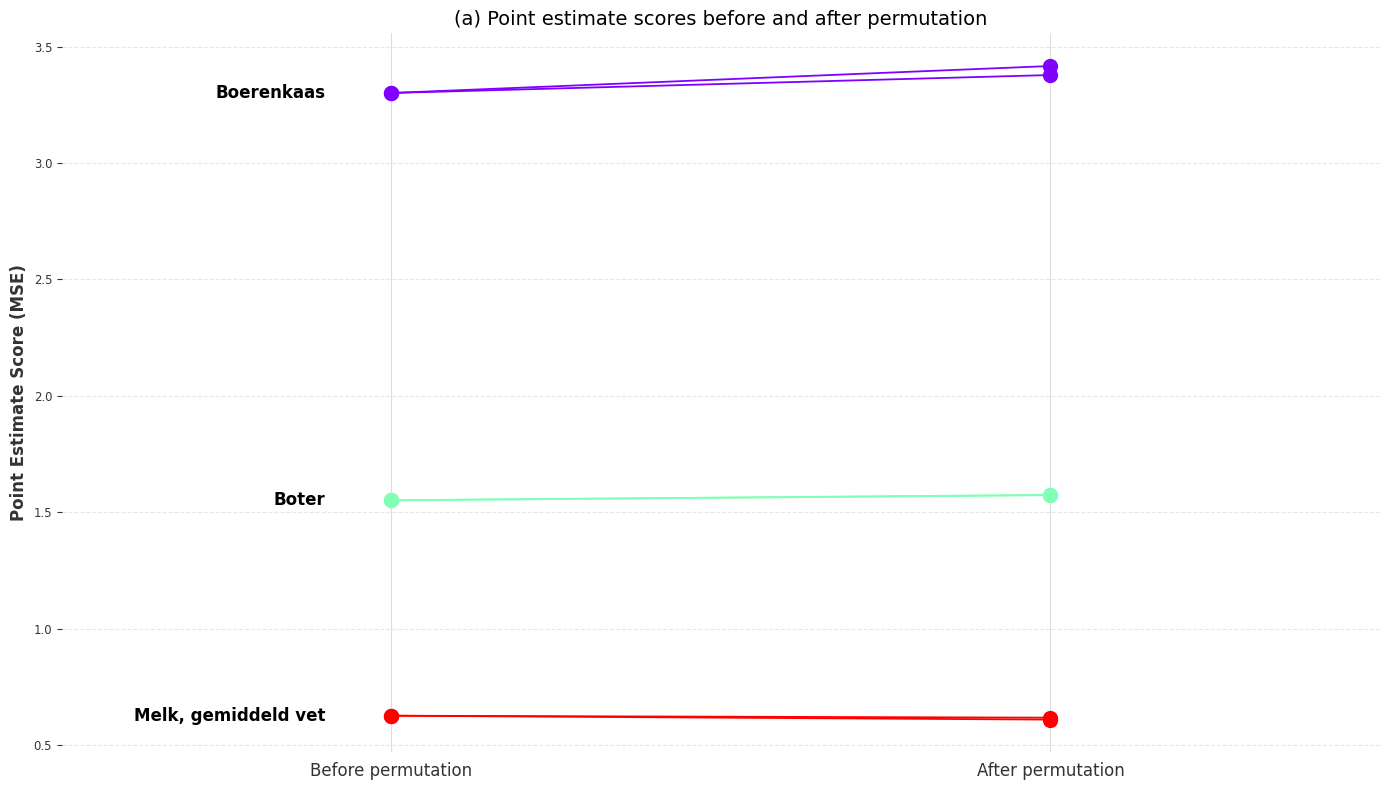 (a) Point estimate scores before and after permutation
Point Estimate Score (MSE)
3.5
3.0
2.5
2.0
1.5
1.0
0.5
Boerenkaas
Boter
Melk, gemiddeld vet
Before permutation
After permutation